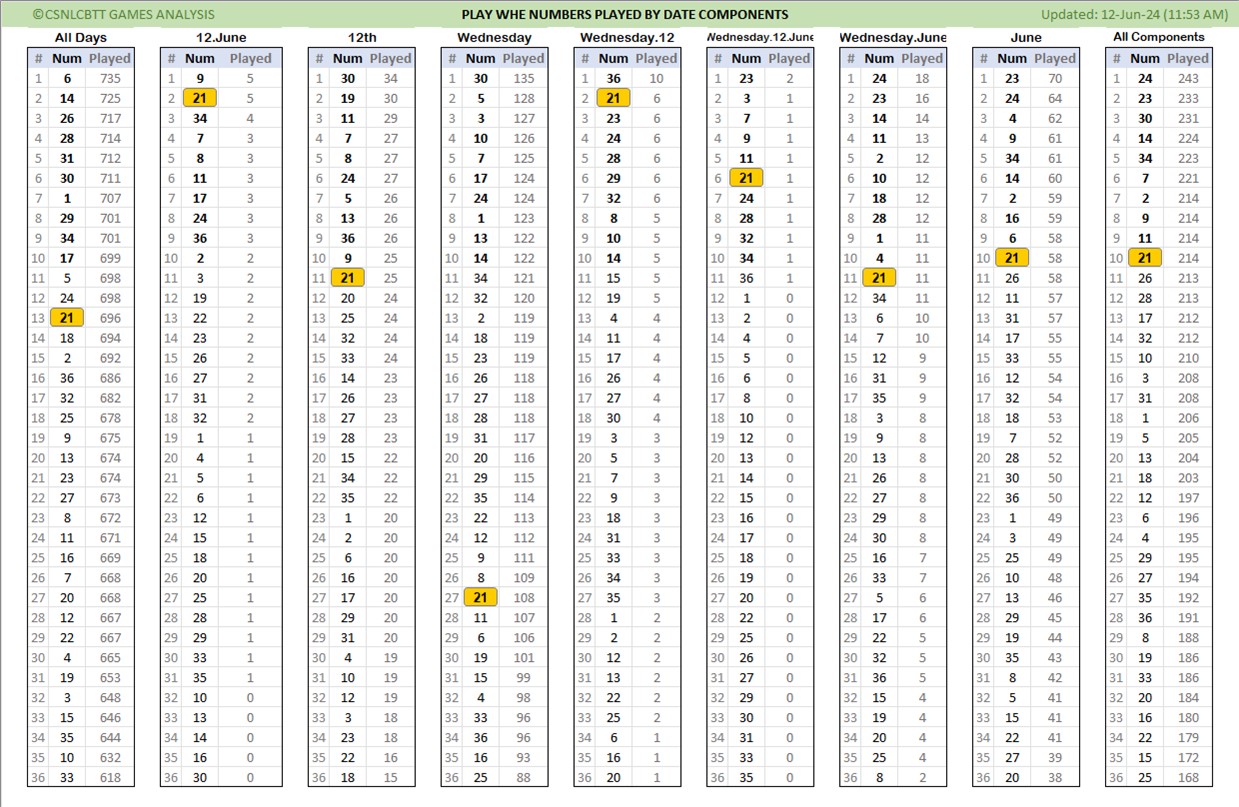 ©CSNLCBTT GAMES ANALYSIS PLAY WHE NUMBERS PLAYED BY DATE COMPONENTS Updated: 12-Jun-24 (11:53 AM)
All Days 12.June 12th Wednesday Wednesday.12 Wednesday.12.June Wednesday.June June All Components
# Num Played # Num Played # Num Played # Num Played # Num Played # Num Played # Num Played # Num Played # Num Played
1 6 735 1 9 5 1 30 34 1 30 135 1 36 10 1 23 2 1 24 18 1 23 70 1 24 243
2 14 725 2 21 5 2 19 30 2 5 128 2 21 6 2 3 1 2 23 16 2 24 64 2 23 233
3 26 717 3 34 4 3 11 29 3 3 127 3 23 6 3 7 1 3 14 14 3 4 62 3 30 231
4 28 714 4 7 3 4 7 27 4 10 126 4 24 6 4 9 1 4 11 13 4 9 61 4 14 224
5 31 712 5 8 3 5 8 27 5 7 125 5 28 6 5 11 1 5 2 12 5 34 61 5 34 223
6 30 711 6 11 3 6 24 27 6 17 124 6 29 6 6 21 1 6 10 12 6 14 60 6 7 221
7 1 707 7 17 3 7 5 26 7 24 124 7 32 6 7 24 1 7 18 12 7 2 59 7 2 214
8 29 701 8 24 3 8 13 26 8 1 123 8 8 5 8 28 1 8 28 12 8 16 59 8 9 214
9 34 701 9 36 3 9 36 26 9 13 122 9 10 5 9 32 1 9 1 11 9 6 58 9 11 214
10 17 699 10 2 2 10 9 25 10 14 122 10 14 5 10 34 1 10 4 11 10 21 58 10 21 214
11 5 698 11 3 2 11 21 25 11 34 121 11 15 5 11 36 1 11 21 11 11 26 58 11 26 213
12 24 698 12 19 2 12 20 24 12 32 120 12 19 5 12 1 0 12 34 11 12 11 57 12 28 213
13 21 696 13 22 2 13 25 24 13 2 119 13 4 4 13 2 0 13 6 10 13 31 57 13 17 212
14 18 694 14 23 2 14 32 24 14 18 119 14 11 4 14 4 0 14 7 10 14 17 55 14 32 212
15 2 692 15 26 2 15 33 24 15 23 119 15 17 4 15 5 0 15 12 9 15 33 55 15 10 210
16 36 686 16 27 2 16 14 23 16 26 118 16 26 4 16 6 0 16 31 9 16 12 54 16 3 208
17 32 682 17 31 2 17 26 23 17 27 118 17 27 4 17 8 0 17 35 9 17 32 54 17 31 208
18 25 678 18 32 2 18 27 23 18 28 118 18 30 4 18 10 0 18 3 8 18 18 53 18 1 206
19 9 675 19 1 1 19 28 23 19 31 117 19 3 3 19 12 0 19 9 8 19 7 52 19 5 205
20 13 674 20 4 1 20 15 22 20 20 116 20 5 3 20 13 0 20 13 8 20 28 52 20 13 204
21 23 674 21 5 1 21 34 22 21 29 115 21 7 3 21 14 0 21 26 8 21 30 50 21 18 203
22 27 673 22 6 1 22 35 22 22 35 114 22 9 3 22 15 0 22 27 8 22 36 50 22 12 197
23 8 672 23 12 1 23 1 20 23 22 113 23 18 3 23 16 0 23 29 8 23 1 49 23 6 196
24 11 671 24 15 1 24 2 20 24 12 112 24 31 3 24 17 0 24 30 8 24 3 49 24 4 195
25 16 669 25 18 1 25 6 20 25 9 111 25 33 3 25 18 0 25 16 7 25 25 49 25 29 195
26 7 668 26 20 1 26 16 20 26 8 109 26 34 3 26 19 0 26 33 7 26 10 48 26 27 194
27 20 668 27 25 1 27 17 20 27 21 108 27 35 3 27 20 0 27 5 6 27 13 46 27 35 192
28 12 667 28 28 1 28 29 20 28 11 107 28 1 2 28 22 0 28 17 6 28 29 45 28 36 191
29 22 667 29 29 1 29 31 20 29 6 106 29 2 2 29 25 0 29 22 5 29 19 44 29 8 188
30 4 665 30 33 1 30 4 19 30 19 101 30 12 2 30 26 0 30 32 5 30 35 43 30 19 186
31 19 653 31 35 1 31 10 19 31 15 99 31 13 2 31 27 0 31 36 5 31 8 42 31 33 186
32 3 648 32 10 0 32 12 19 32 4 98 32 22 2 32 29 0 32 15 4 32 5 41 32 20 184
33 15 646 33 13 0 33 3 18 33 33 96 33 25 2 33 30 0 33 19 4 33 15 41 33 16 180
34 35 644 34 14 0 34 23 18 34 36 96 34 6 1 34 31 0 34 20 4 34 22 41 34 22 179
35 10 632 35 16 0 35 22 16 35 16 93 35 16 1 35 33 0 35 25 4 35 27 39 35 15 172
36 33 618 36 30 0 36 18 15 36 25 88 36 20 1 36 35 0 36 8 2 36 20 38 36 25 168